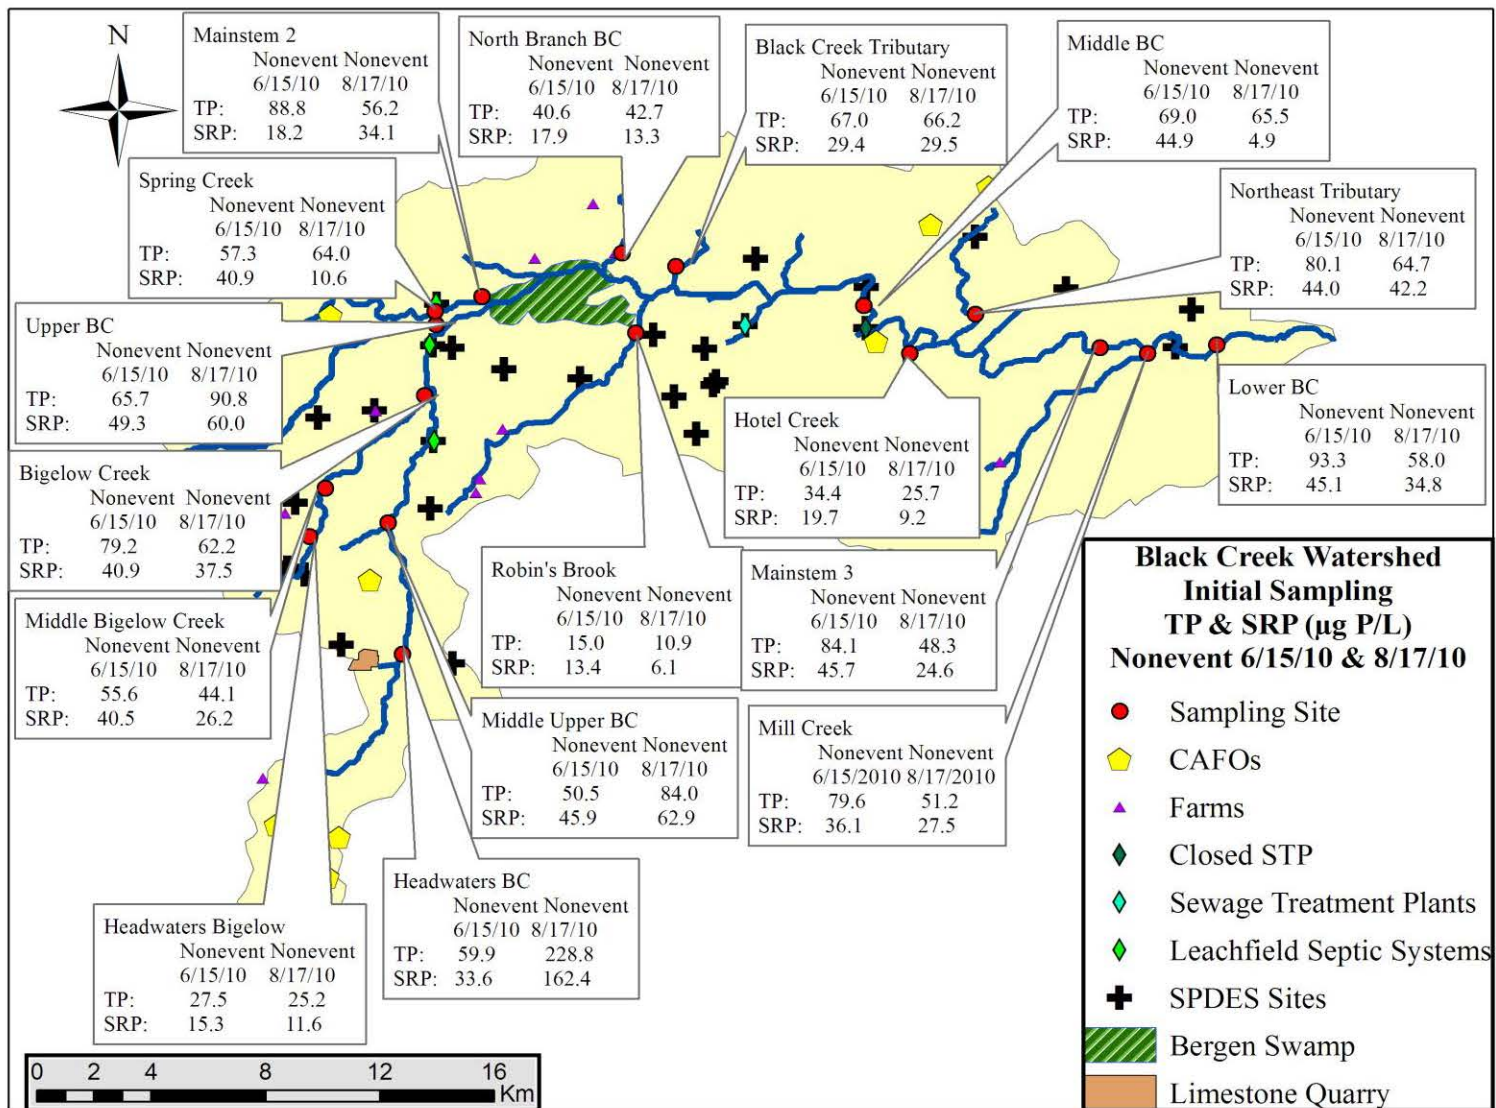 N
Mainstem 2
Nonevent Nonevent
6/15/10 8/17/10
TP: 88.8 56.2
SRP: 18.2 34.1
North Branch BC
Nonevent Nonevent
6/15/10 8/17/10
TP: 40.6 42.7
SRP: 17.9 13.3
Black Creek Tributary
Nonevent Nonevent
6/15/10 8/17/10
TP: 67.0 66.2
SRP: 29.4 29.5
Middle BC
Nonevent Nonevent
6/15/10 8/17/10
TP: 69.0 65.5
SRP: 44.9 4.9
Spring Creek
Nonevent Nonevent
6/15/10 8/17/10
TP: 57.3 64.0
SRP: 40.9 10.6
Northeast Tributary
Nonevent Nonevent
6/15/10 8/17/10
TP: 80.1 64.7
SRP: 44.0 42.2
Upper BC
Nonevent Nonevent
6/15/10 8/17/10
TP: 65.7 90.8
SRP: 49.3 60.0
Lower BC
Nonevent Nonevent
6/15/10 8/17/10
TP: 93.3 58.0
SRP: 45.1 34.8
Hotel Creek
Nonevent Nonevent
6/15/10 8/17/10
TP: 34.4 25.7
SRP: 19.7 9.2
Bigelow Creek
Nonevent Nonevent
6/15/10 8/17/10
TP: 79.2 62.2
SRP: 40.9 37.5
Robin's Brook
Nonevent Nonevent
6/15/10 8/17/10
TP: 15.0 10.9
SRP: 13.4 6.1
Mainstem 3
Nonevent Nonevent
6/15/10 8/17/10
TP: 84.1 48.3
SRP: 45.7 24.6
Middle Bigelow Creek
Nonevent Nonevent
6/15/10 8/17/10
TP: 55.6 44.1
SRP: 40.5 26.2
Middle Upper BC
Nonevent Nonevent
6/15/10 8/17/10
TP: 50.5 84.0
SRP: 45.9 62.9
Mill Creek
Nonevent Nonevent
6/15/2010 8/17/2010
TP: 79.6 51.2
SRP: 36.1 27.5
Headwaters BC
Nonevent Nonevent
6/15/10 8/17/10
TP: 59.9 228.8
SRP: 33.6 162.4
Headwaters Bigelow
Nonevent Nonevent
6/15/10 8/17/10
TP: 27.5 25.2
SRP: 15.3 11.6
Black Creek Watershed
Initial Sampling
TP & SRP (µg P/L)
Nonevent 6/15/10 & 8/17/10
Sampling Site
CAFOs
Farms
Closed STP
Sewage Treatment Plants
Leachfield Septic Systems
SPDES Sites
Bergen Swamp
Limestone Quarry
0 2 4 8 12 16
Km